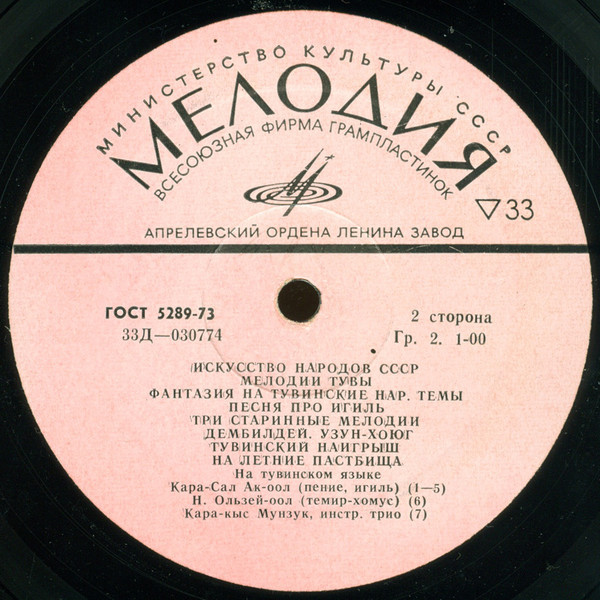 МИНИСТЕРСТВО КУЛЬТУРЫ СССР
МЕЛОДИЯ
ВСЕСОЮЗНАЯ ФИРМА ГРАМПЛАСТИНОК
▽33
АПРЕЛЕВСКИЙ ОРДЕНА ЛЕНИНА ЗАВОД
ГОСТ 5289-73
33Д—030774
2 сторона
Гр. 2. 1-00
ИСКУССТВО НАРОДОВ СССР
МЕЛОДИИ ТУВЫ
ФАНТАЗИЯ НА ТУВИНСКИЕ НАР. ТЕМЫ
ПЕСНЯ ПРО ИГИЛЬ
ТРИ СТАРИННЫЕ МЕЛОДИИ
ДЕМБИЛДЕЙ. УЗУН-ХОЮГ
ТУВИНСКИЙ НАИГРЫШ
НА ЛЕТНИЕ ПАСТБИЩА
На тувинском языке
Кара-Сал Ак-оол (пение, игиль) (1—5)
Н. Ользей-оол (темир-хомус) (6)
Кара-кыс Мунзук, инстр. трио (7)